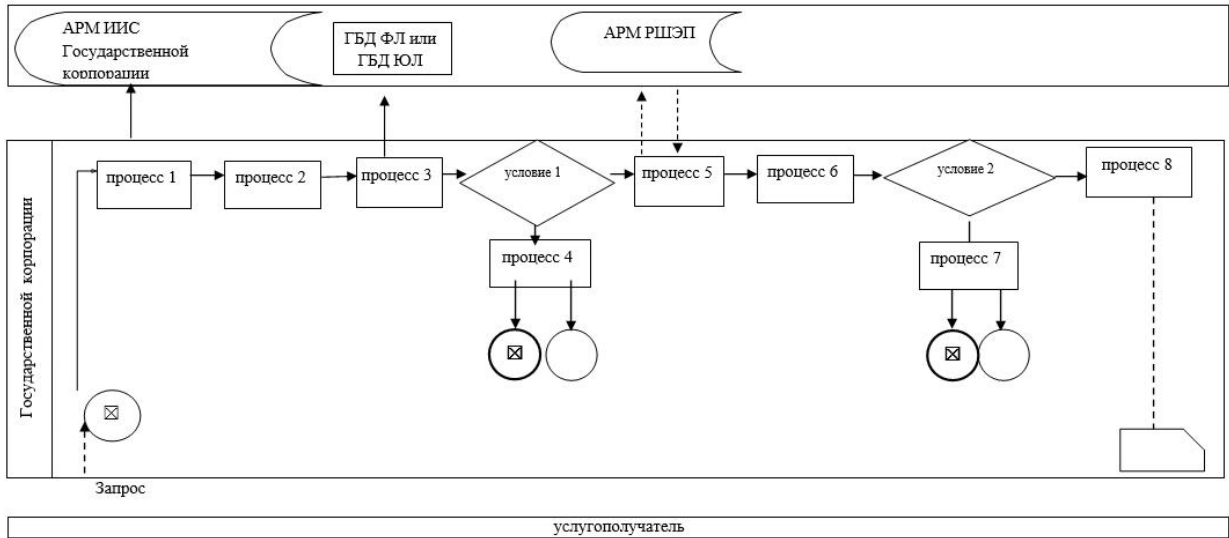 АРМ ИИС
Государственной
корпорации
ГБД ФЛ или
ГБД ЮЛ
АРМ РШЭП
Государственной корпорации
процесс 1
процесс 2
процесс 3
условие 1
процесс 5
процесс 6
условие 2
процесс 8
процесс 4
процесс 7
Запрос
услугополучатель